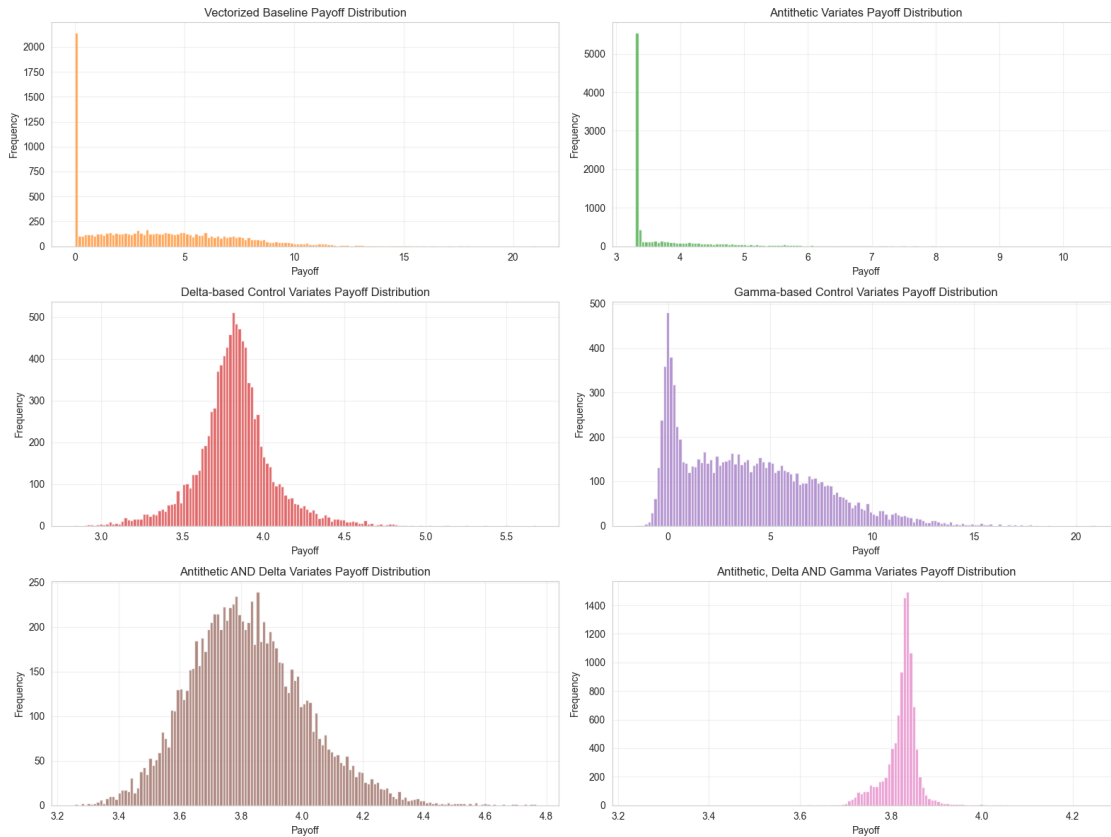 Vectorized Baseline Payoff Distribution
Frequency
2000
1750
1500
1250
1000
750
500
250
0
0 5 10 15 20
Payoff
Antithetic Variates Payoff Distribution
Frequency
5000
4000
3000
2000
1000
0
3 4 5 6 7 8 9 10
Payoff
Delta-based Control Variates Payoff Distribution
Frequency
500
400
300
200
100
0
3.0 3.5 4.0 4.5 5.0 5.5
Payoff
Gamma-based Control Variates Payoff Distribution
Frequency
500
400
300
200
100
0
0 5 10 15 20
Payoff
Antithetic AND Delta Variates Payoff Distribution
Frequency
250
200
150
100
50
0
3.2 3.4 3.6 3.8 4.0 4.2 4.4 4.6 4.8
Payoff
Antithetic, Delta AND Gamma Variates Payoff Distribution
Frequency
1400
1200
1000
800
600
400
200
0
3.2 3.4 3.6 3.8 4.0 4.2
Payoff